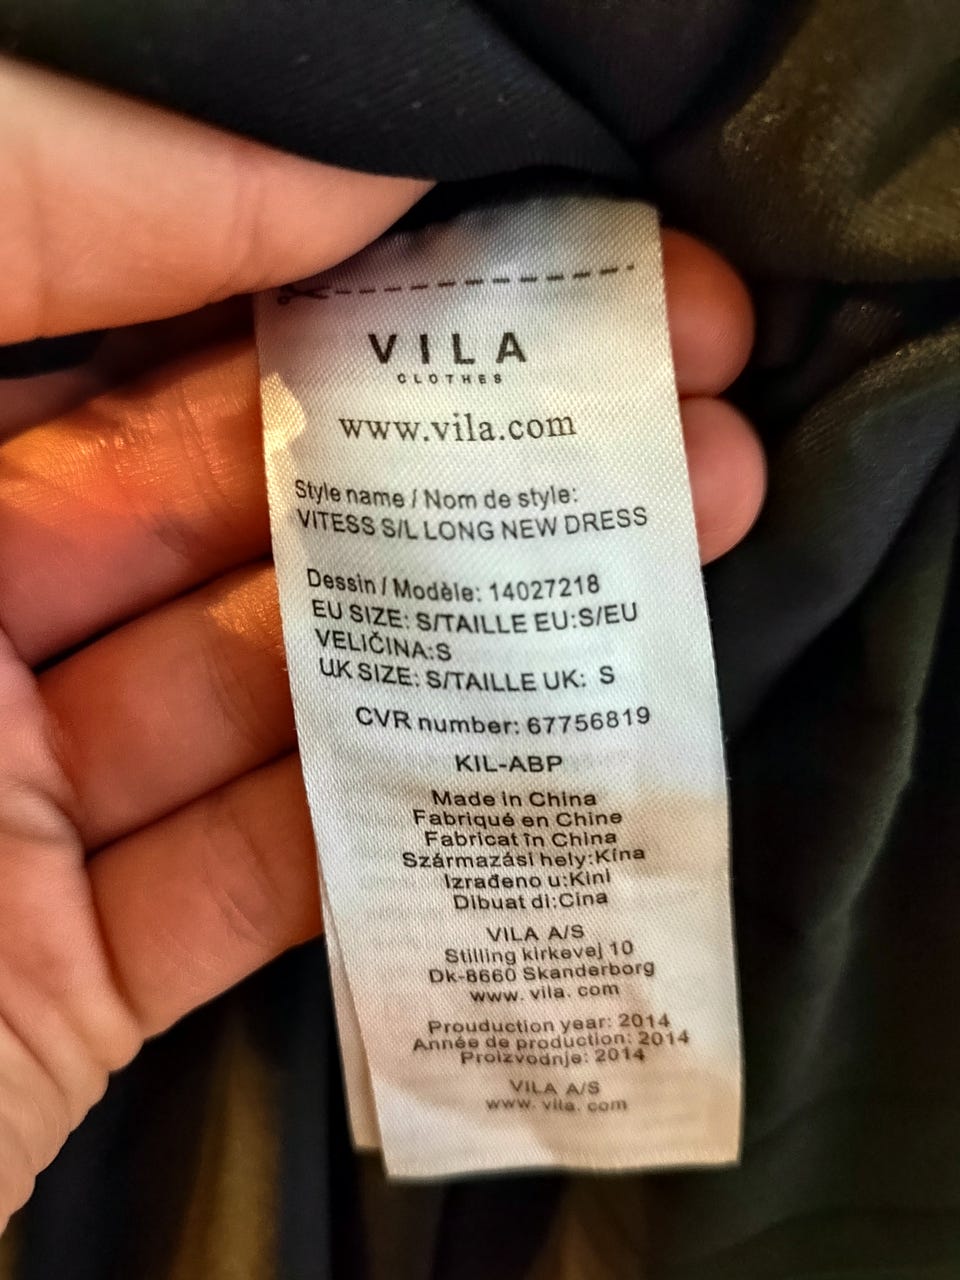 VILA
CLOTHES
www.vila.com
Style name / Nom de style:
VITESS S/L LONG NEW DRESS
Dessin / Modèle: 14027218
EU SIZE: S/TAILLE EU:S/EU
VELIČINA:S
UK SIZE: S/TAILLE UK: S
CVR number: 67756819
KIL-ABP
Made in China
Fabriqué en Chine
Fabricat în China
Származási hely:Kína
Izrađeno u:Kini
Dibuat di:Cina
VILA A/S
Stilling kirkevej 10
Dk-8660 Skanderborg
www. vila. com
Prouduction year: 2014
Année de production: 2014
Proizvodnje: 2014
VILA A/S
www. vila. com